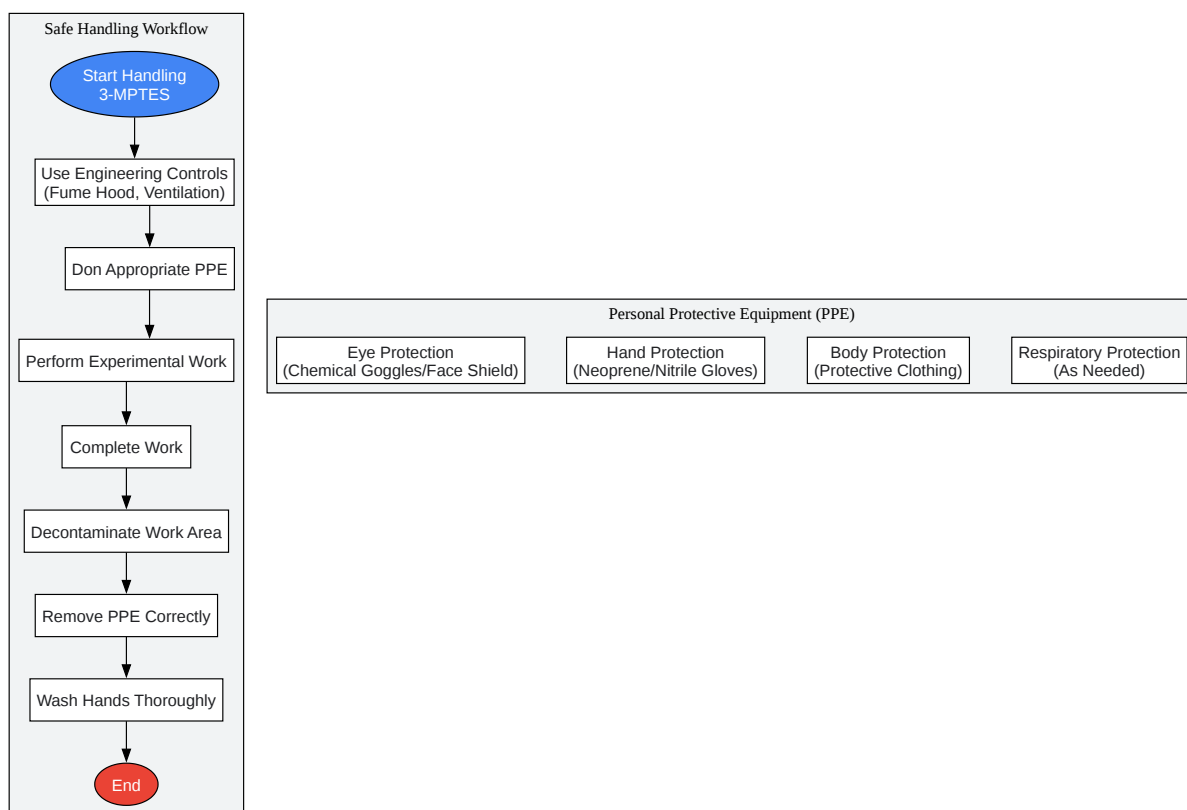 Safe Handling Workflow
Start Handling
3-MPTES
Use Engineering Controls
(Fume Hood, Ventilation)
Don Appropriate PPE
Perform Experimental Work
Complete Work
Decontaminate Work Area
Remove PPE Correctly
Wash Hands Thoroughly
End
Personal Protective Equipment (PPE)
Eye Protection
(Chemical Goggles/Face Shield)
Hand Protection
(Neoprene/Nitrile Gloves)
Body Protection
(Protective Clothing)
Respiratory Protection
(As Needed)